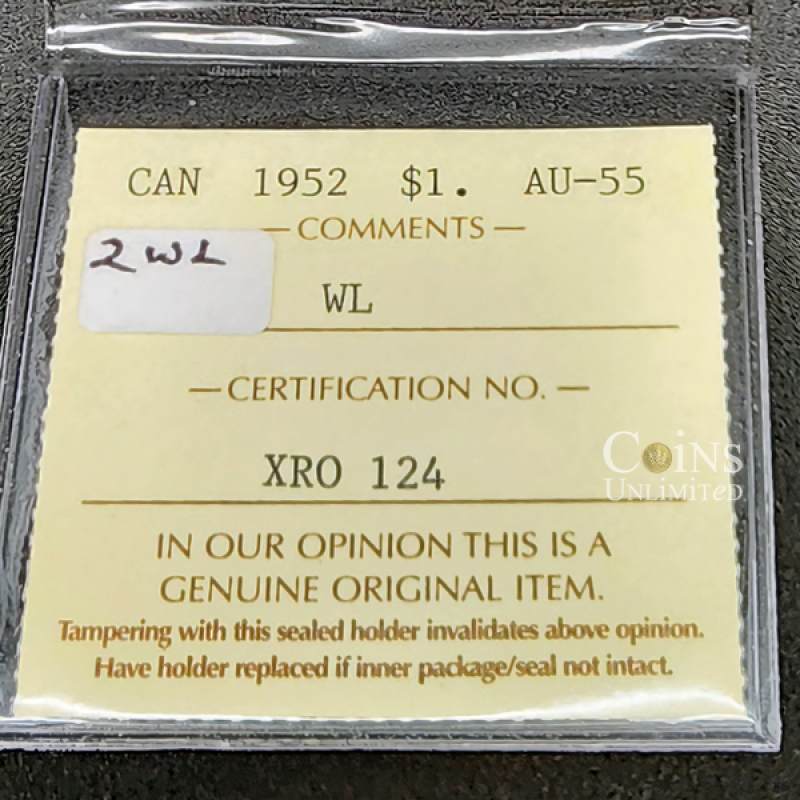 CAN 1952 $1. AU-55
— COMMENTS —
2WL
WL
— CERTIFICATION NO. —
XRO 124
COiNS
UNLIMITED
IN OUR OPINION THIS IS A
GENUINE ORIGINAL ITEM.
Tampering with this sealed holder invalidates above opinion.
Have holder replaced if inner package/seal not intact.